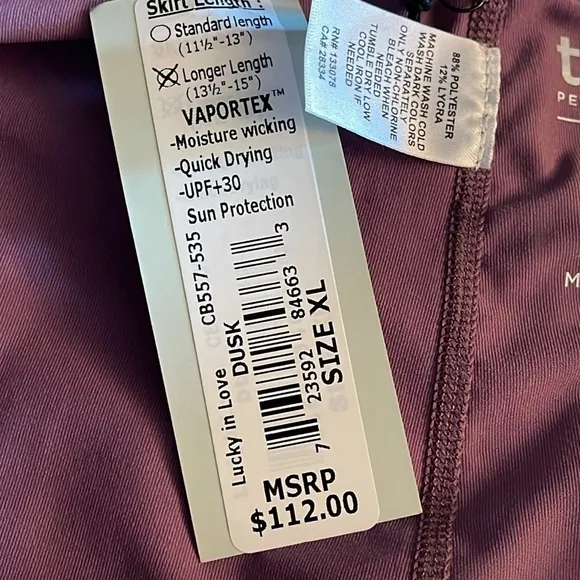 Skirt Length :
Standard length
(11½"-13")
Longer Length
(13½"-15")
VAPORTEX™
-Moisture wicking
-Quick Drying
-UPF+30
Sun Protection
CB557-535
Lucky in Love
DUSK
7 23592 84663 3
SIZE XL
MSRP
$112.00
88% POLYESTER
12% LYCRA
MACHINE WASH COLD
WASH DARK COLORS
SEPARATELY
ONLY NON-CHLORINE
BLEACH WHEN
NEEDED
TUMBLE DRY LOW
COOL IRON IF
NEEDED
RN# 133078
CA# 28334
t
PE
M